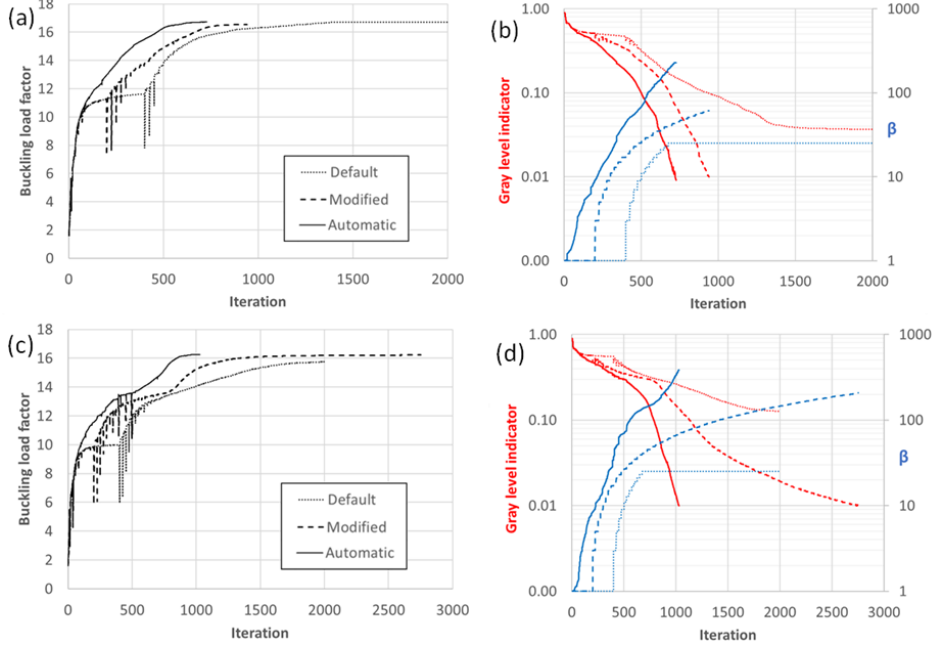 (a)
18
16
14
12
10
8
6
4
2
0
Buckling load factor
Default
Modified
Automatic
0 500 1000 1500 2000
Iteration
(b)
1.00
0.10
0.01
0.00
Gray level indicator
1000
100
10
1
β
0 500 1000 1500 2000
Iteration
(c)
18
16
14
12
10
8
6
4
2
0
Buckling load factor
Default
Modified
Automatic
0 500 1000 1500 2000 2500 3000
Iteration
(d)
1.00
0.10
0.01
0.00
Gray level indicator
1000
100
10
1
β
0 500 1000 1500 2000 2500 3000
Iteration